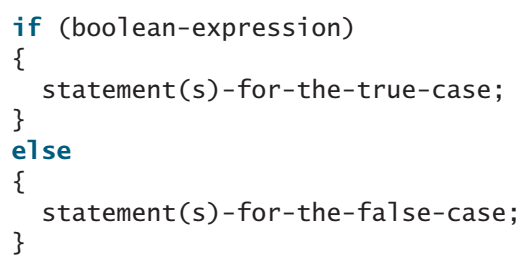 if (boolean-expression)
{
  statement(s)-for-the-true-case;
}
else
{
  statement(s)-for-the-false-case;
}